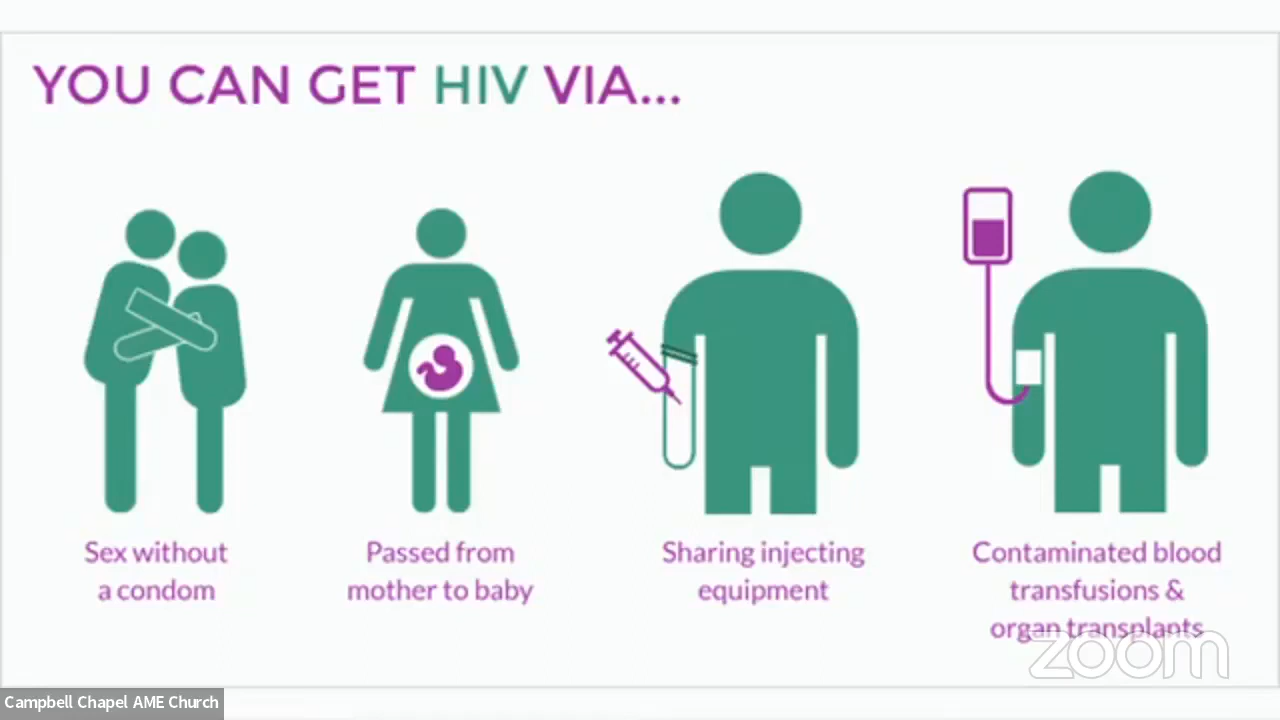 YOU CAN GET HIV VIA...
Sex without
a condom
Passed from
mother to baby
Sharing injecting
equipment
Contaminated blood
transfusions &
organ transplants
zoom
Campbell Chapel AME Church